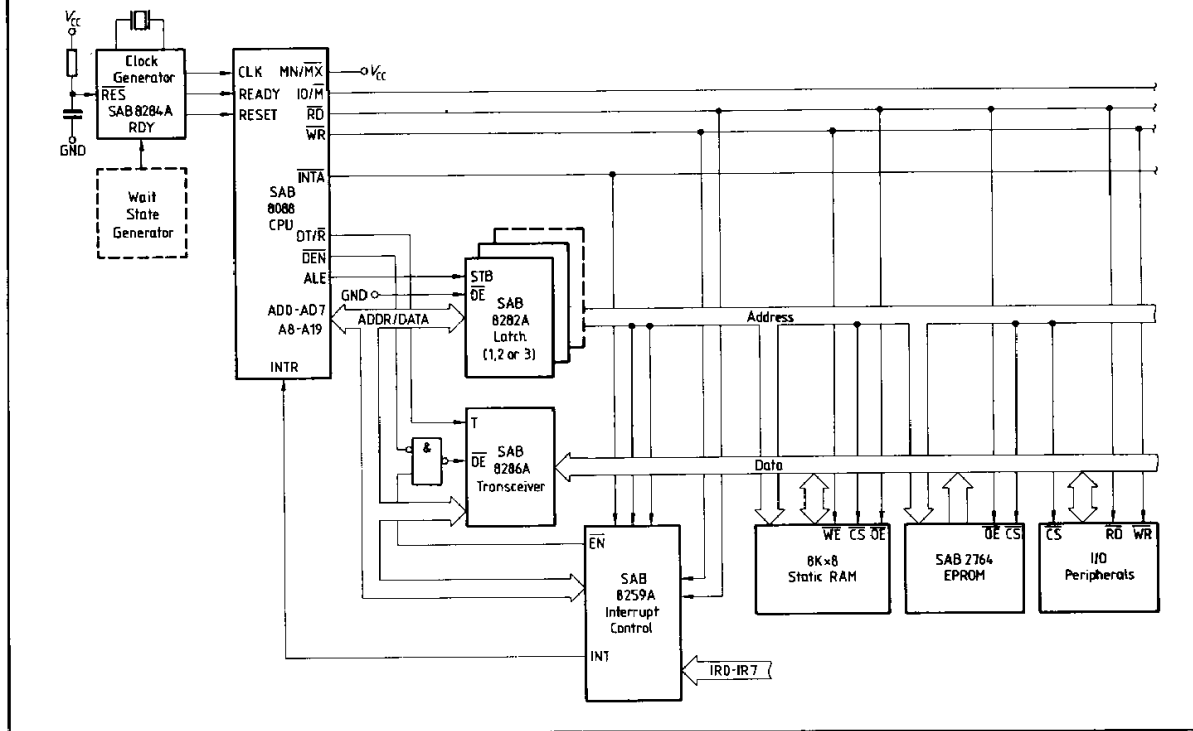 VCC
Clock
Generator
RES
SAB 8284A
RDY
GND
Wait
State
Generator
CLK
READY
RESET
MN/MX
VCC
IO/M
RD
WR
INTA
SAB
8088
CPU
DT/R
DEN
ALE
AD0-AD7
A8-A19
INTR
GND
ADDR/DATA
STB
OE
SAB
8282A
Latch
(1,2 or 3)
Address
T
OE
SAB
8286A
Transceiver
&
Data
EN
SAB
8259A
Interrupt
Control
INT
IR0-IR7
WE CS OE
8K×8
Static RAM
OE CS
SAB 2764
EPROM
CS RD WR
I/O
Peripherals